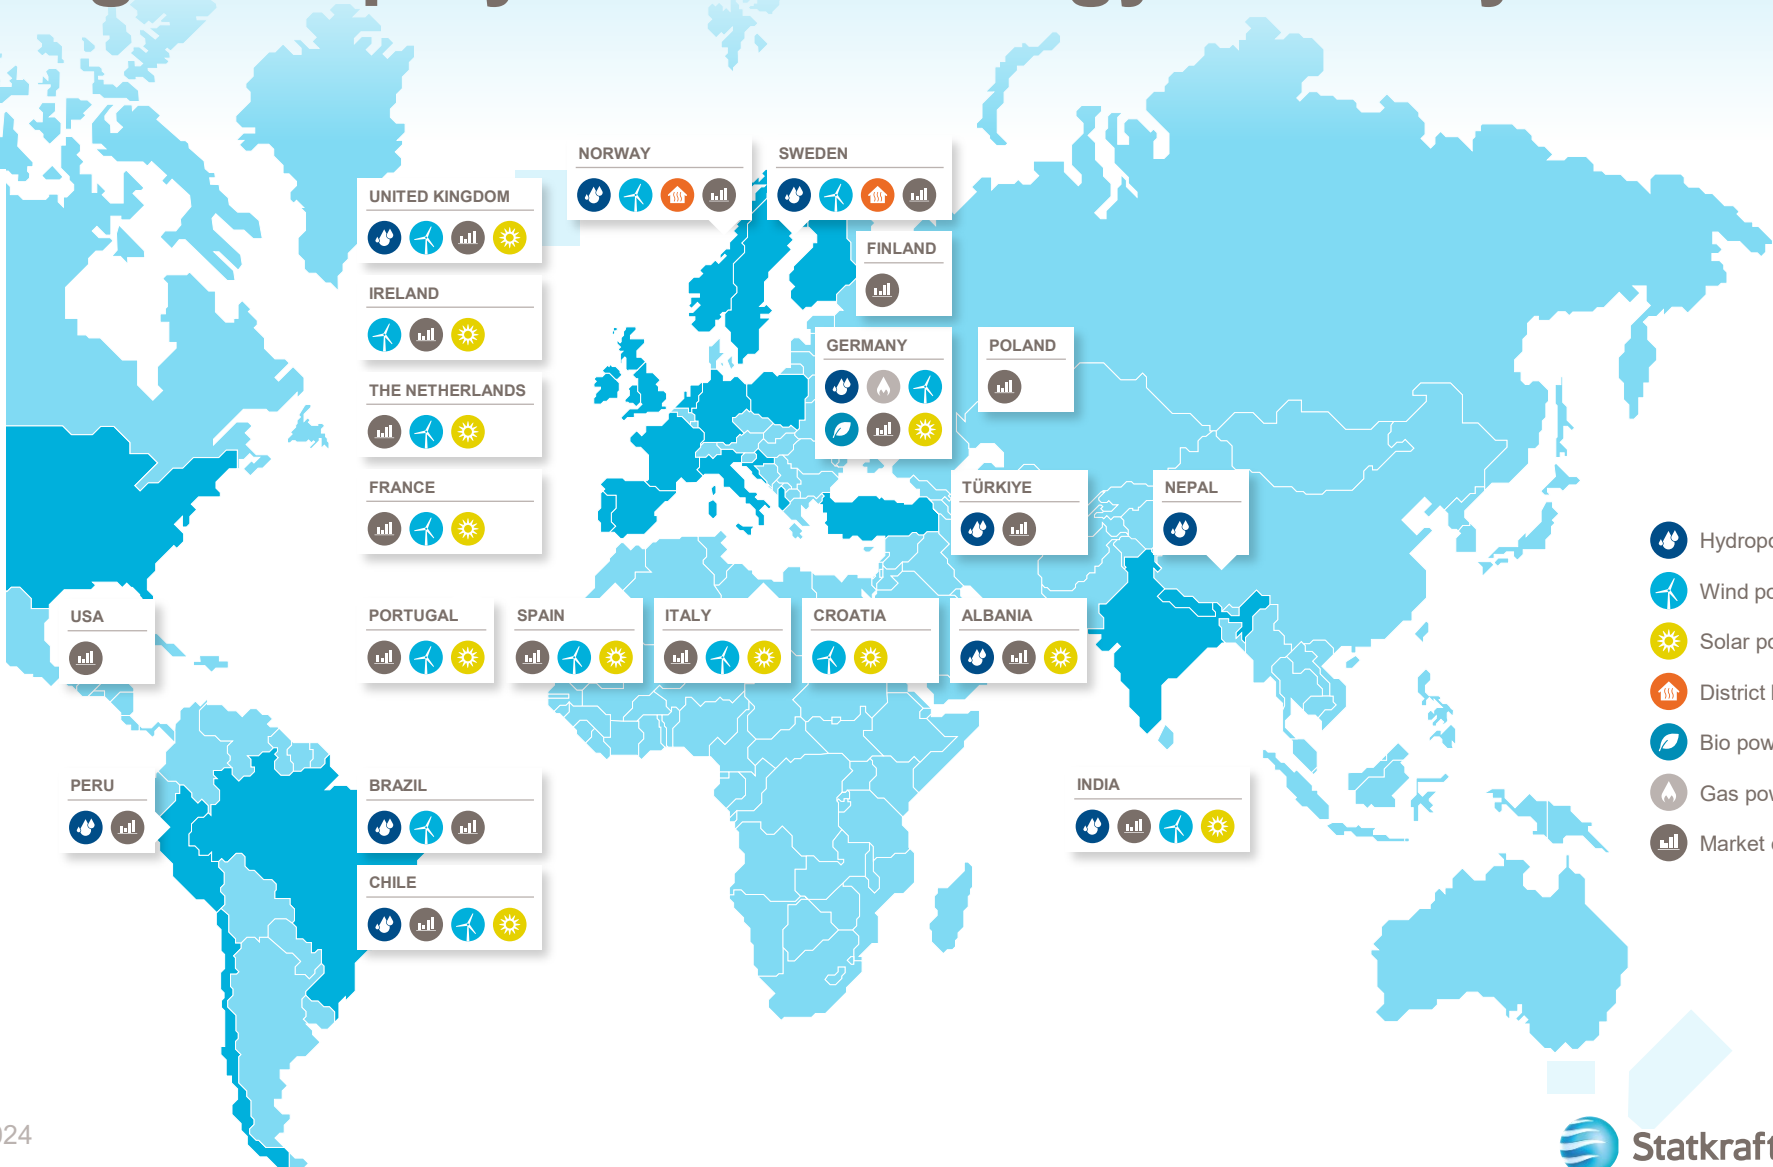 NORWAY
SWEDEN
UNITED KINGDOM
FINLAND
IRELAND
GERMANY
POLAND
THE NETHERLANDS
FRANCE
TÜRKIYE
NEPAL
USA
PORTUGAL
SPAIN
ITALY
CROATIA
ALBANIA
PERU
BRAZIL
INDIA
CHILE
Hydropo
Wind po
Solar po
District
Bio pow
Gas pow
Market
024
Statkraft